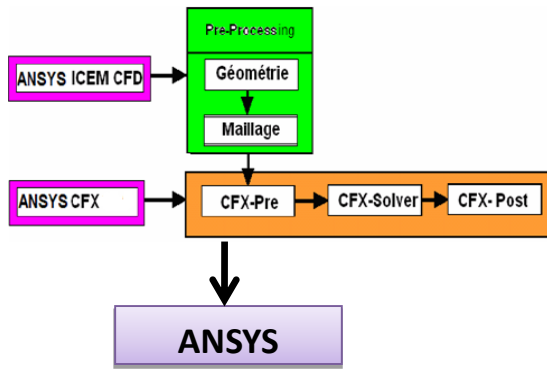 Pre-Processing
ANSYS ICEM CFD
Géométrie
Maillage
ANSYS CFX
CFX-Pre
CFX-Solver
CFX- Post
ANSYS